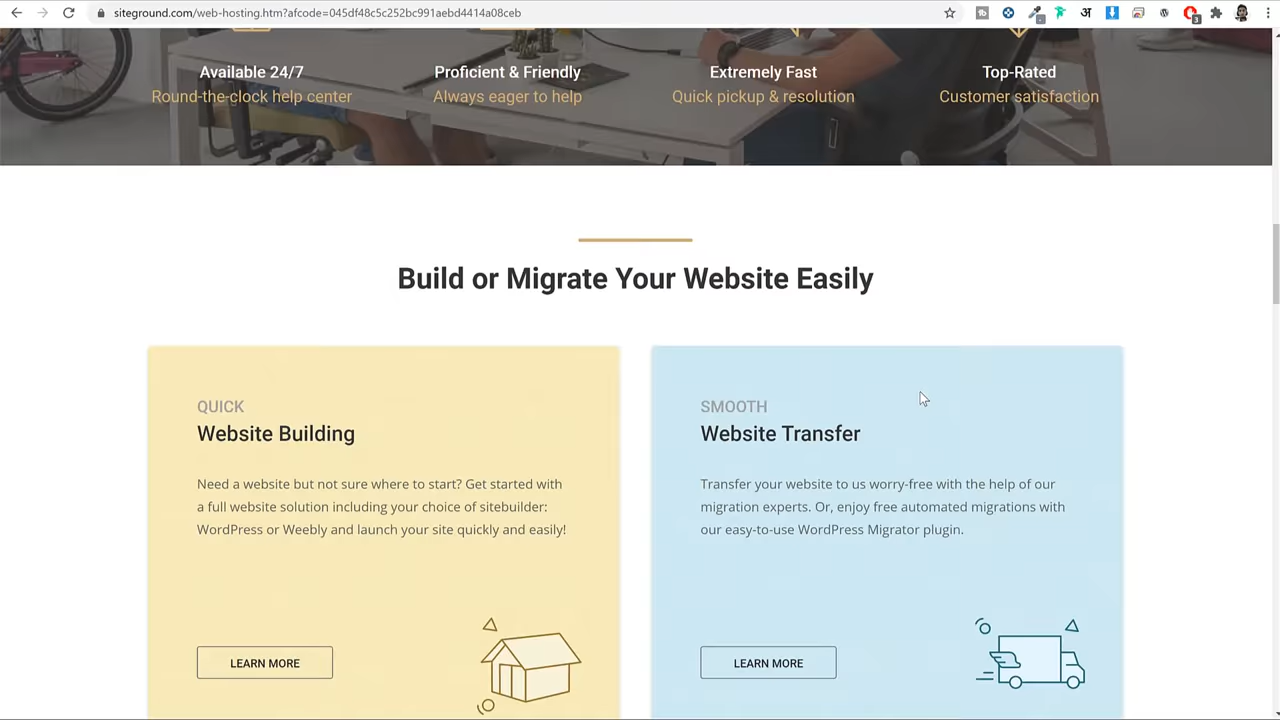 siteground.com/web-hosting.htm?afcode=045df48c5c252bc991aebd4414a08ceb
Available 24/7
Round-the-clock help center
Proficient & Friendly
Always eager to help
Extremely Fast
Quick pickup & resolution
Top-Rated
Customer satisfaction
Build or Migrate Your Website Easily
QUICK
Website Building
Need a website but not sure where to start? Get started with
a full website solution including your choice of sitebuilder:
WordPress or Weebly and launch your site quickly and easily!
LEARN MORE
SMOOTH
Website Transfer
Transfer your website to us worry-free with the help of our
migration experts. Or, enjoy free automated migrations with
our easy-to-use WordPress Migrator plugin.
LEARN MORE